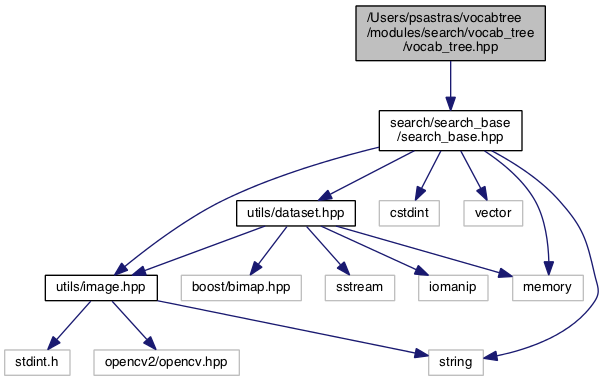 /Users/psastras/vocabtree
/modules/search/vocab_tree
/vocab_tree.hpp
search/search_base
/search_base.hpp
utils/dataset.hpp
cstdint
vector
utils/image.hpp
boost/bimap.hpp
sstream
iomanip
memory
stdint.h
opencv2/opencv.hpp
string